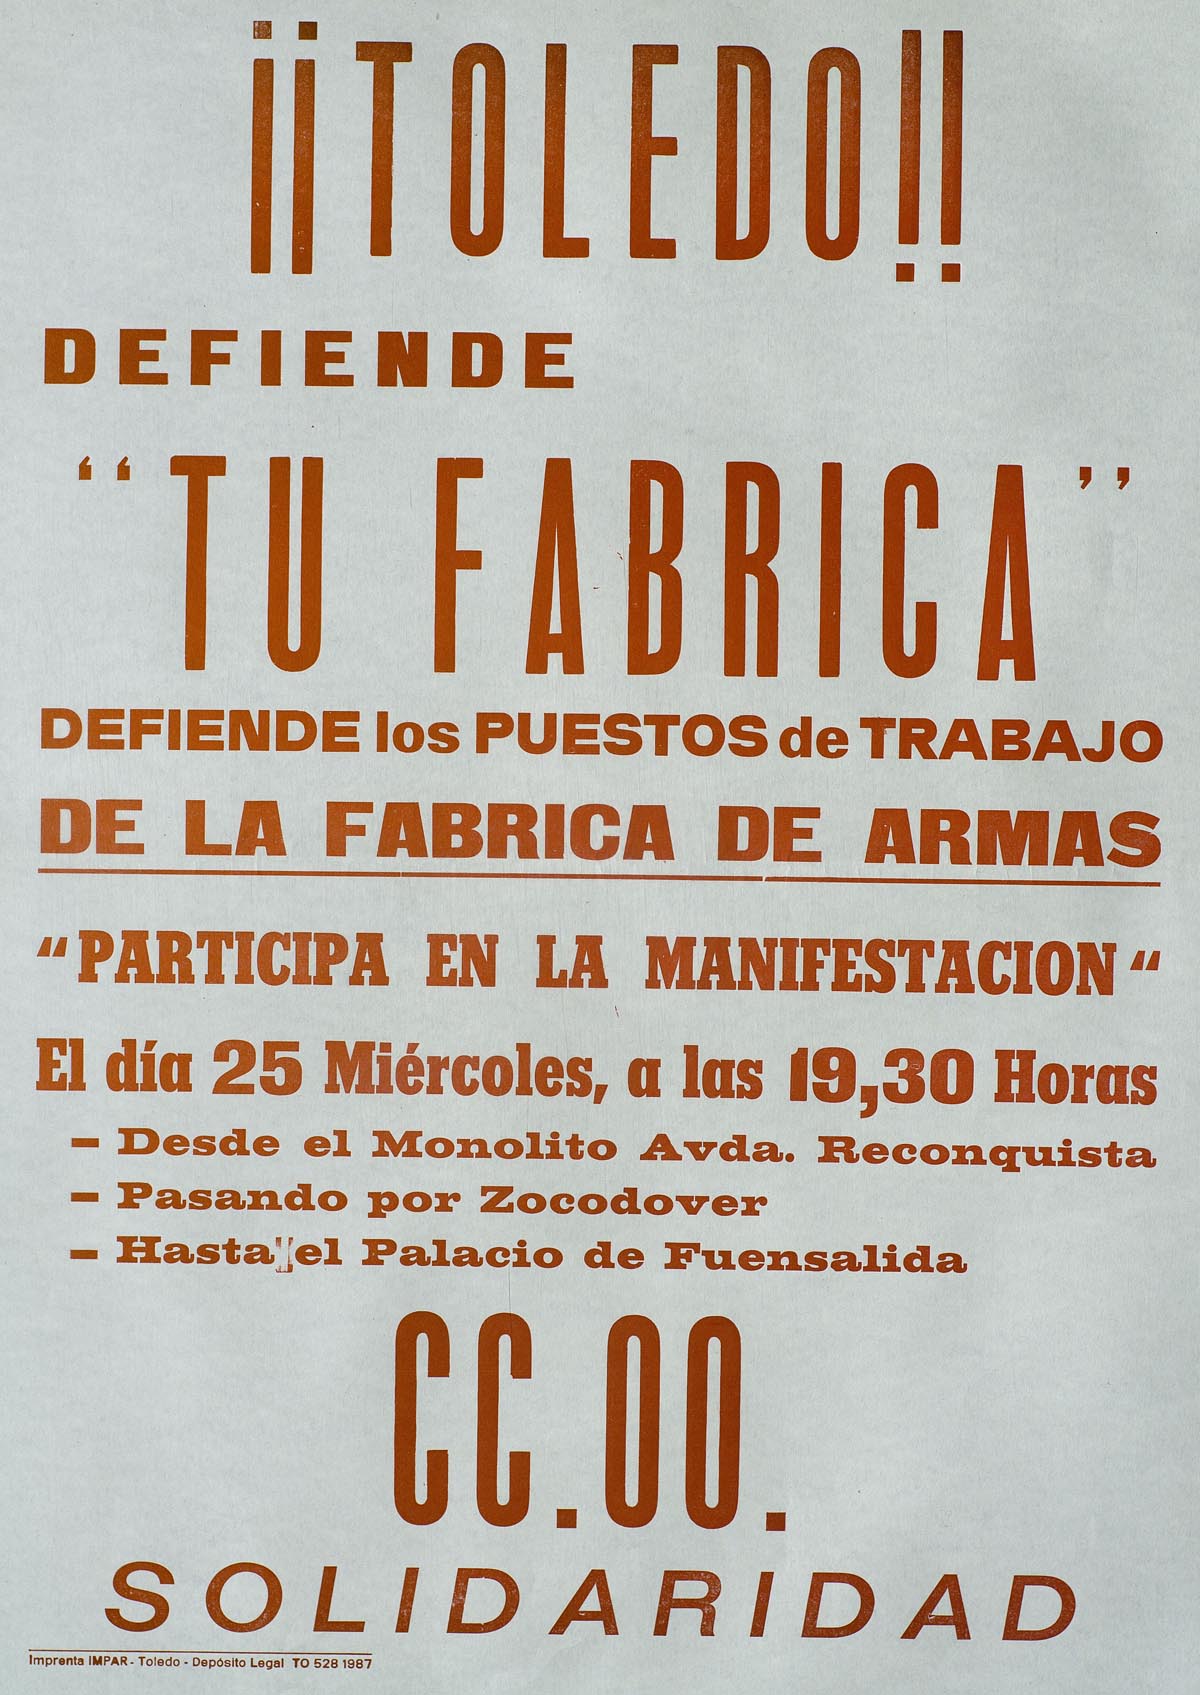 ¡¡TOLEDO!!
DEFIENDE
“TU FABRICA”
DEFIENDE los PUESTOS de TRABAJO
DE LA FABRICA DE ARMAS
“PARTICIPA EN LA MANIFESTACION“
El día 25 Miércoles, a las 19,30 Horas
– Desde el Monolito Avda. Reconquista
– Pasando por Zocodover
– Hasta el Palacio de Fuensalida
CC.OO.
SOLIDARIDAD
Imprenta IMPAR - Toledo - Depósito Legal TO 528 1987